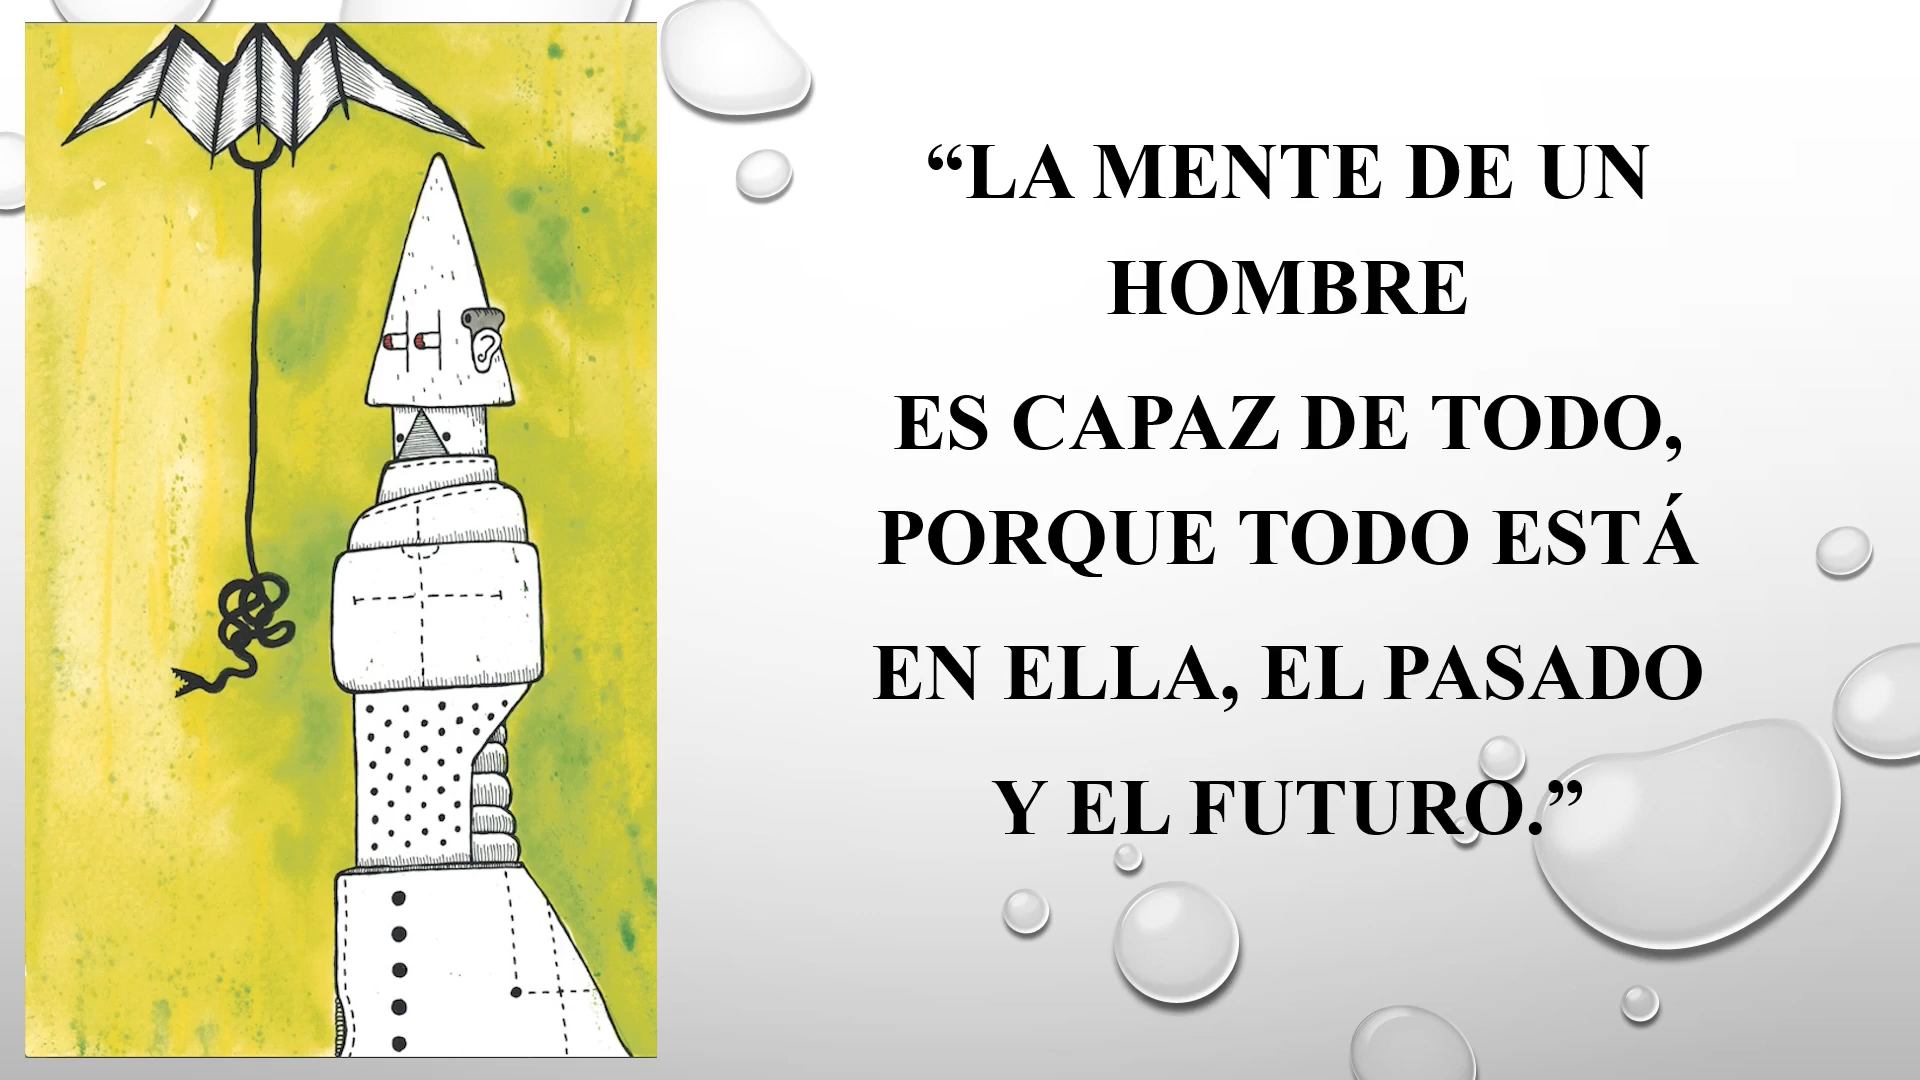 “LA MENTE DE UN
HOMBRE
ES CAPAZ DE TODO,
PORQUE TODO ESTÁ
EN ELLA, EL PASADO
Y EL FUTURO.”